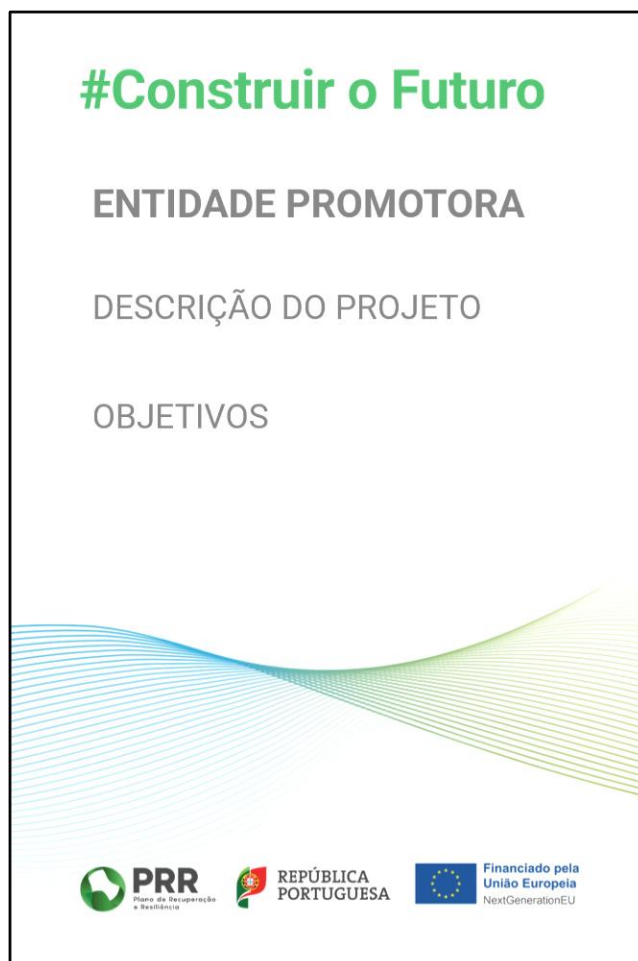 #Construir o Futuro
ENTIDADE PROMOTORA
DESCRIÇÃO DO PROJETO
OBJETIVOS
PRR
Plano de Recuperação
e Resiliência
REPÚBLICA
PORTUGUESA
Financiado pela
União Europeia
NextGenerationEU